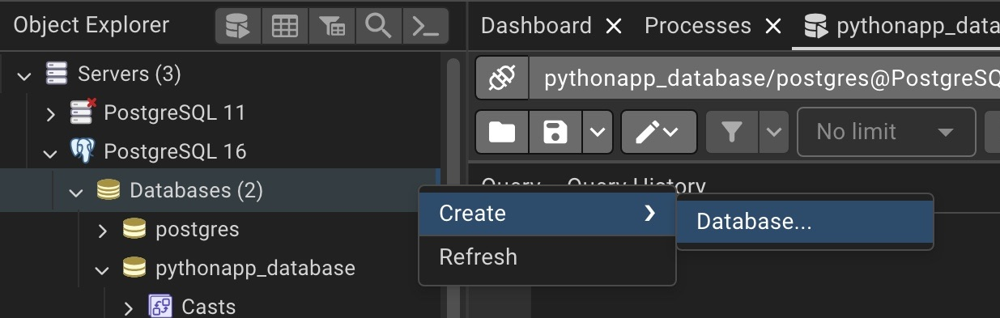 Object Explorer
Dashboard
Processes
pythonapp_data
Servers (3)
pythonapp_database/postgres@PostgreSQ
PostgreSQL 11
No limit
PostgreSQL 16
Databases (2)
Query
Query History
Create
Database...
postgres
Refresh
pythonapp_database
Casts